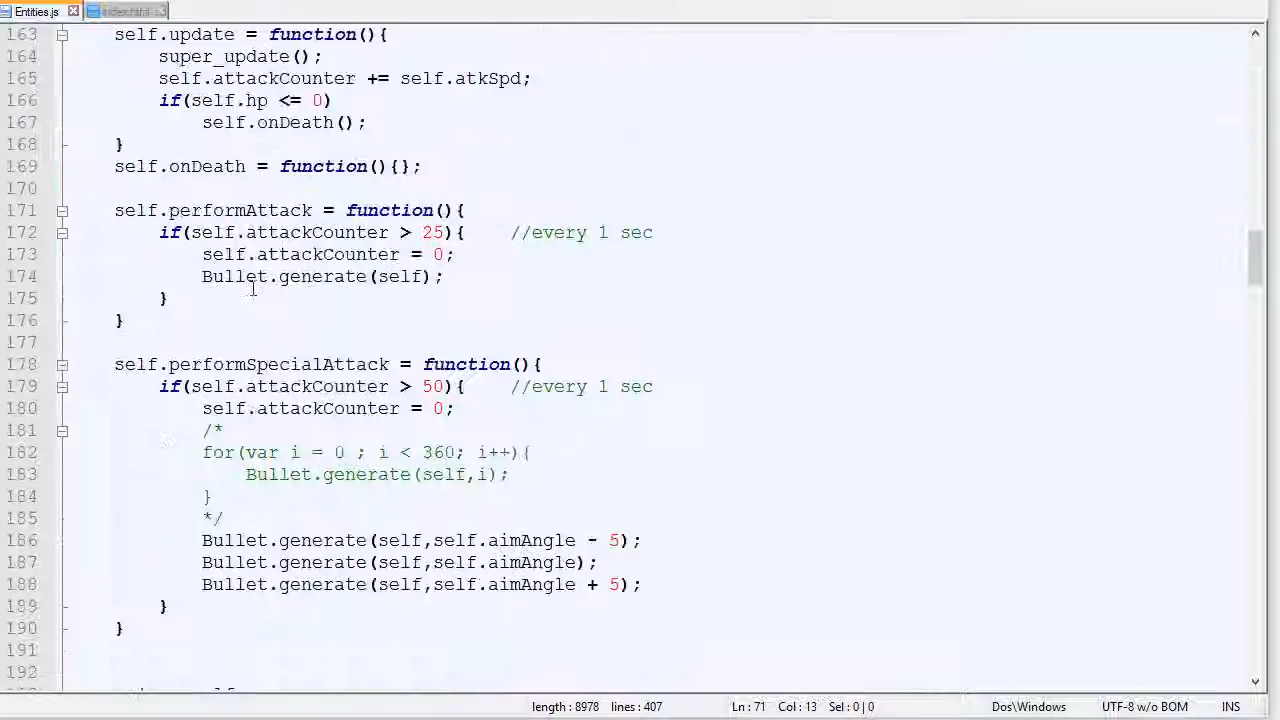 Entities.js index.html
163 self.update = function(){
164 super_update();
165 self.attackCounter += self.atkSpd;
166 if(self.hp <= 0)
167 self.onDeath();
168 }
169 self.onDeath = function(){};
170
171 self.performAttack = function(){
172 if(self.attackCounter > 25){ //every 1 sec
173 self.attackCounter = 0;
174 Bullet.generate(self);
175 }
176 }
177
178 self.performSpecialAttack = function(){
179 if(self.attackCounter > 50){ //every 1 sec
180 self.attackCounter = 0;
181 /*
182 for(var i = 0 ; i < 360; i++){
183 Bullet.generate(self,i);
184 }
185 */
186 Bullet.generate(self,self.aimAngle - 5);
187 Bullet.generate(self,self.aimAngle);
188 Bullet.generate(self,self.aimAngle + 5);
189 }
190 }
191
192
length : 8978 lines : 407 Ln : 71 Col : 13 Sel : 0 | 0 Dos\Windows UTF-8 w/o BOM INS